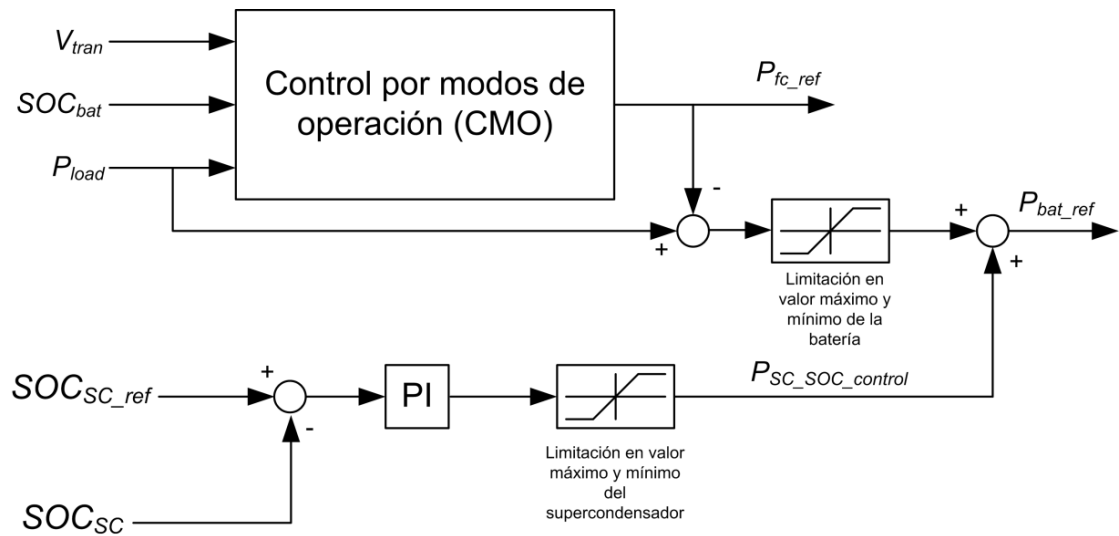 V_tran
SOC_bat
P_load
Control por modos de
operación (CMO)
P_fc_ref
-
+
+
+
P_bat_ref
Limitación en
valor máximo y
mínimo de la
batería
SOC_SC_ref
+
-
PI
P_SC_SOC_control
Limitación en valor
máximo y mínimo
del
supercondensador
SOC_SC